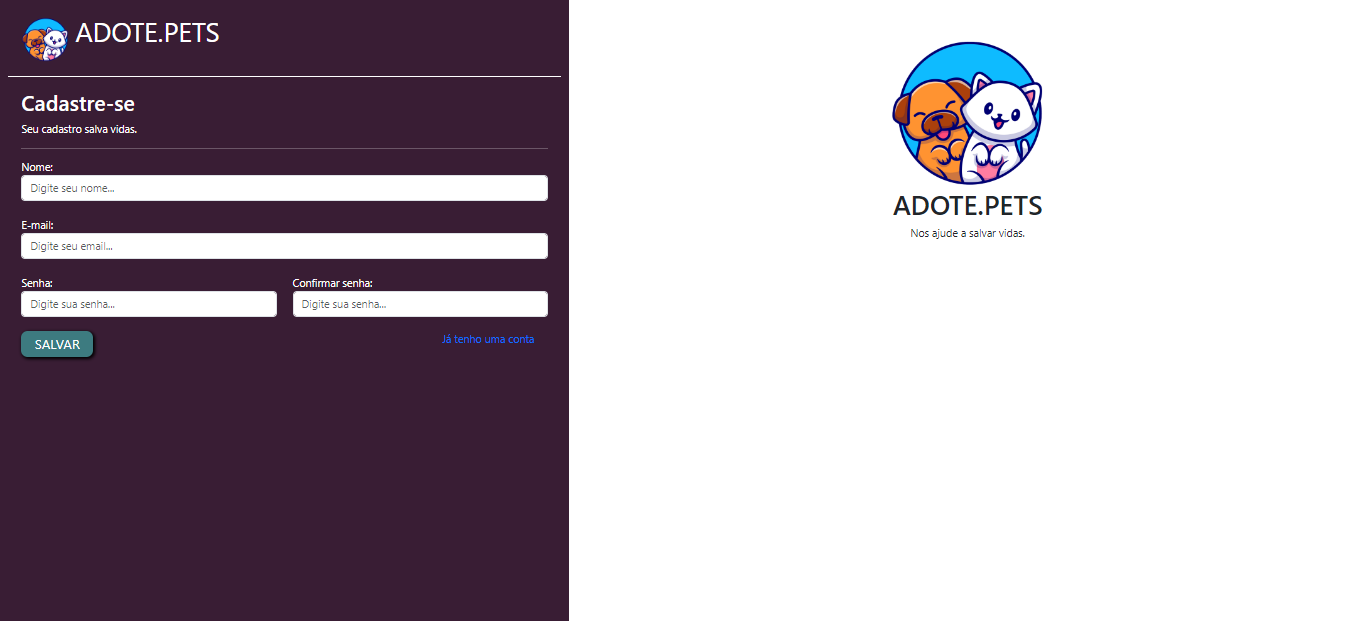 ADOTE.PETS
Cadastre-se
Seu cadastro salva vidas.
Nome:
Digite seu nome...
E-mail:
Digite seu email...
Senha:
Confirmar senha:
Digite sua senha...
Digite sua senha...
SALVAR
Já tenho uma conta
ADOTE.PETS
Nos ajude a salvar vidas.